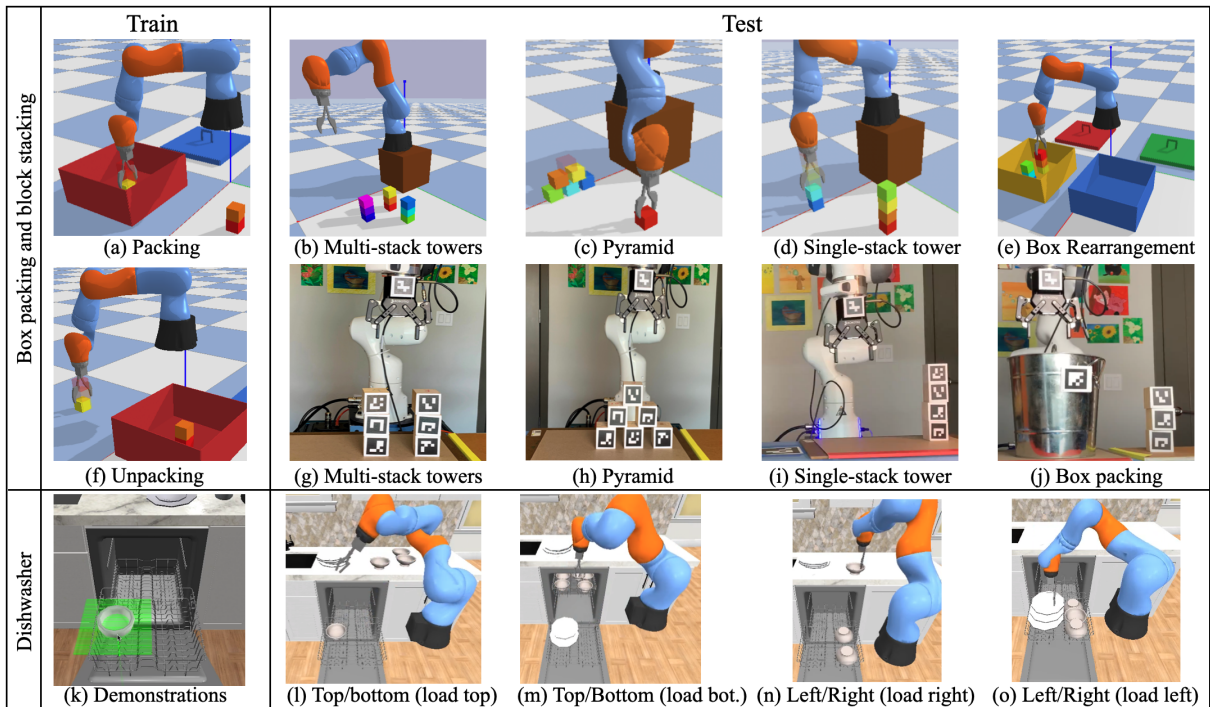 Train
Test
Box packing and block stacking
(a) Packing
(b) Multi-stack towers
(c) Pyramid
(d) Single-stack tower
(e) Box Rearrangement
(f) Unpacking
(g) Multi-stack towers
(h) Pyramid
(i) Single-stack tower
(j) Box packing
Dishwasher
(k) Demonstrations
(l) Top/bottom (load top)
(m) Top/Bottom (load bot.)
(n) Left/Right (load right)
(o) Left/Right (load left)